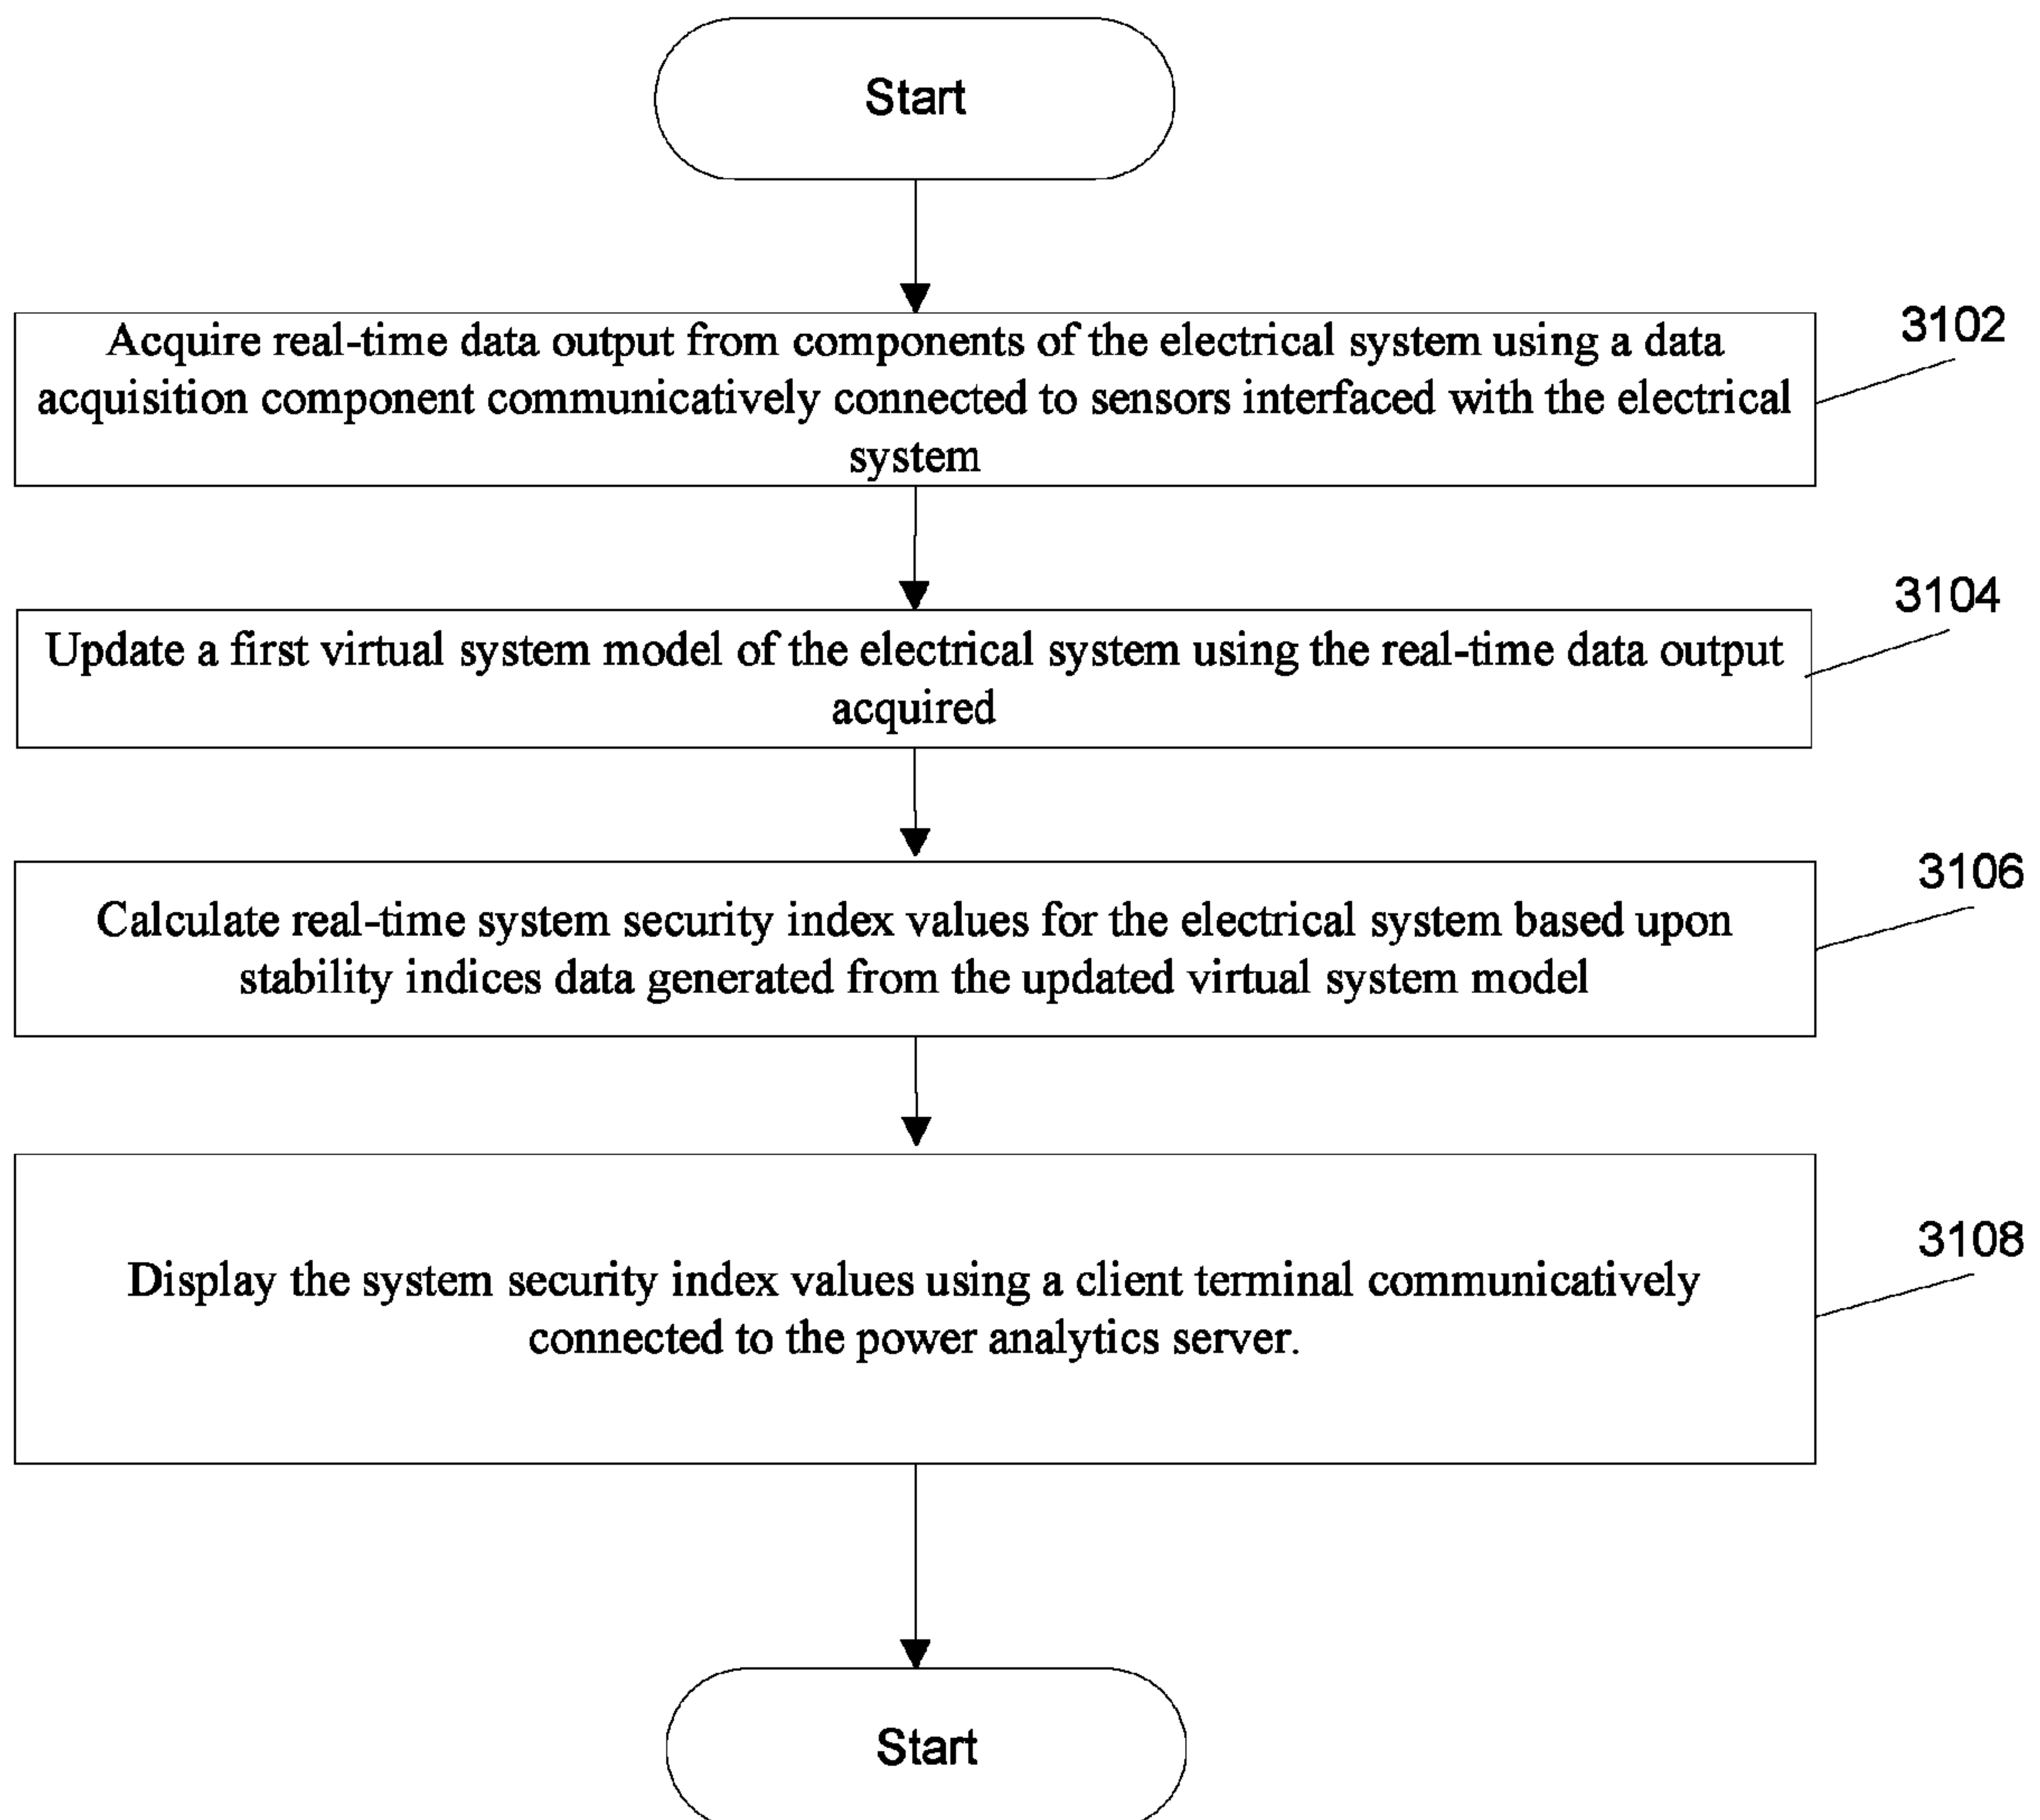 Start
Acquire real-time data output from components of the electrical system using a data
acquisition component communicatively connected to sensors interfaced with the electrical
system
3102
Update a first virtual system model of the electrical system using the real-time data output
acquired
3104
Calculate real-time system security index values for the electrical system based upon
stability indices data generated from the updated virtual system model
3106
Display the system security index values using a client terminal communicatively
connected to the power analytics server.
3108
Start